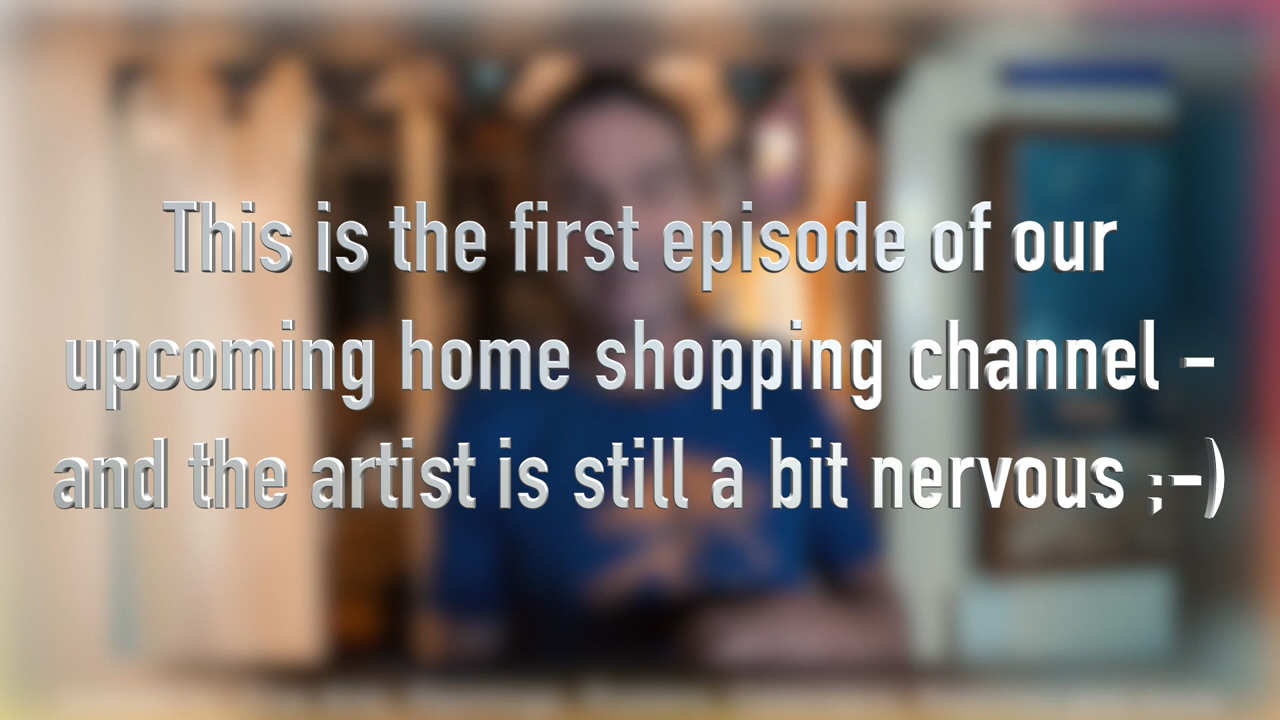 This is the first episode of our
upcoming home shopping channel –
and the artist is still a bit nervous ;-)